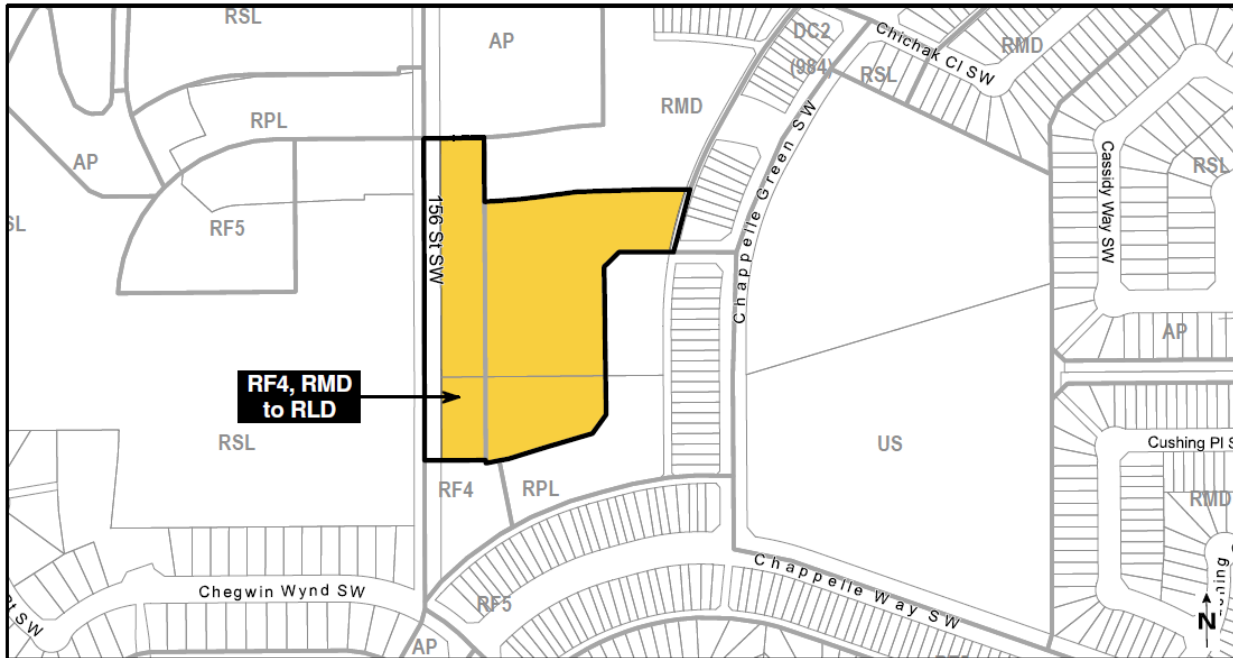 RSL
AP
DC2
(984)
Chichak Cl SW
RMD
RSL
RMD
RPL
AP
RF5
156 St SW
Chappelle Green SW
Cassidy Way SW
RSL
AP
RF4, RMD
to RLD
RSL
US
Cushing Pl S
RMD
RF4
RPL
Chegwin Wynd SW
RF5
Chappelle Way SW
AP
N